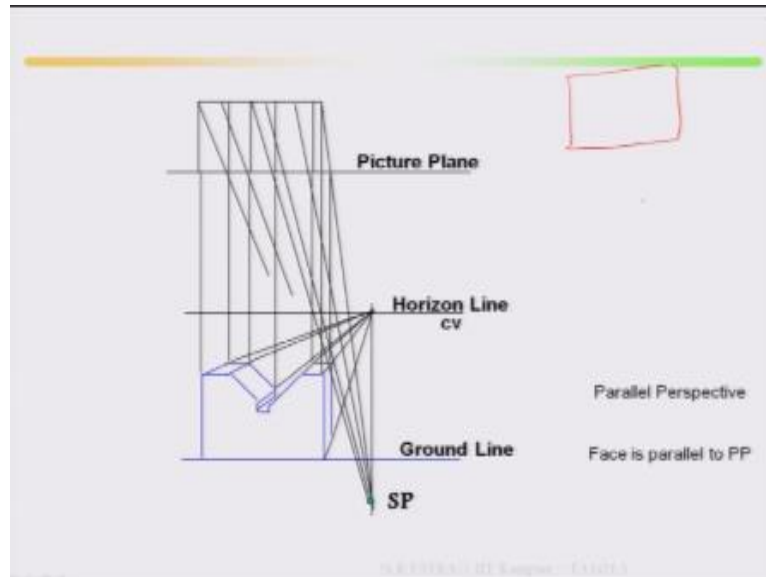 Picture Plane
Horizon Line
CV
Parallel Perspective
Ground Line
Face is parallel to PP
SP